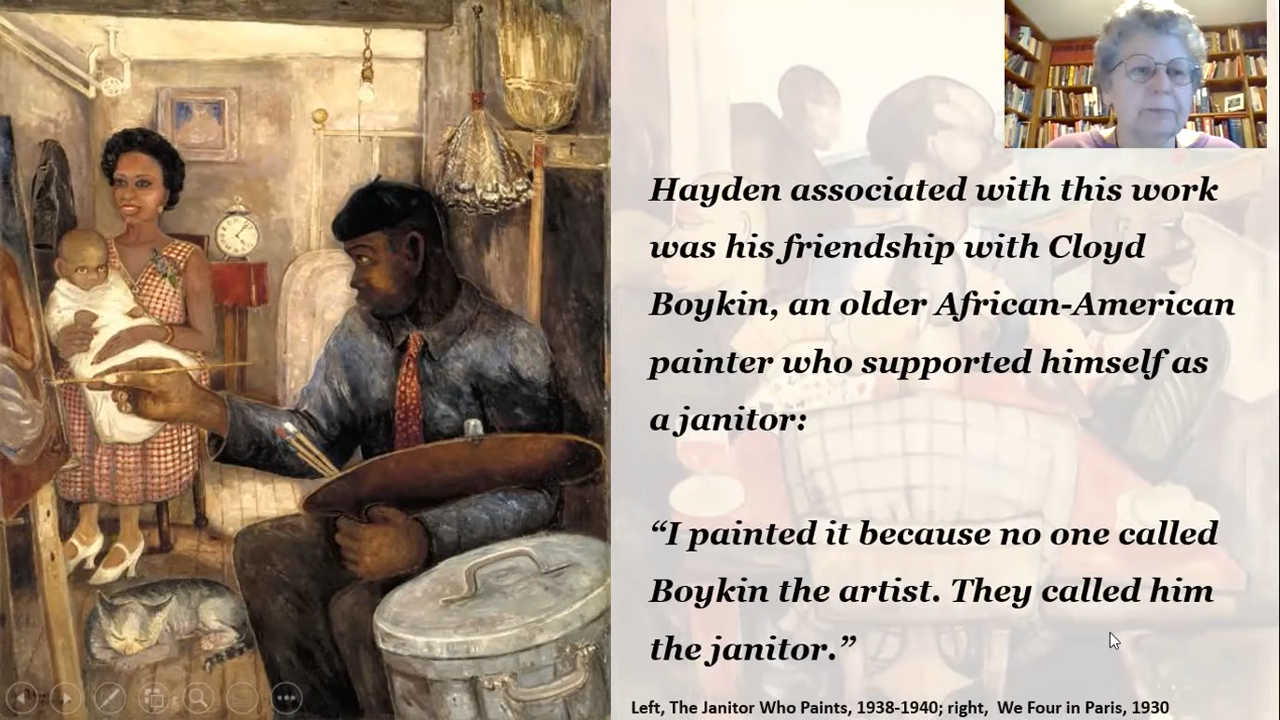 Hayden associated with this work
was his friendship with Cloyd
Boykin, an older African-American
painter who supported himself as
a janitor:
“I painted it because no one called
Boykin the artist. They called him
the janitor.”
Left, The Janitor Who Paints, 1938-1940; right,  We Four in Paris, 1930